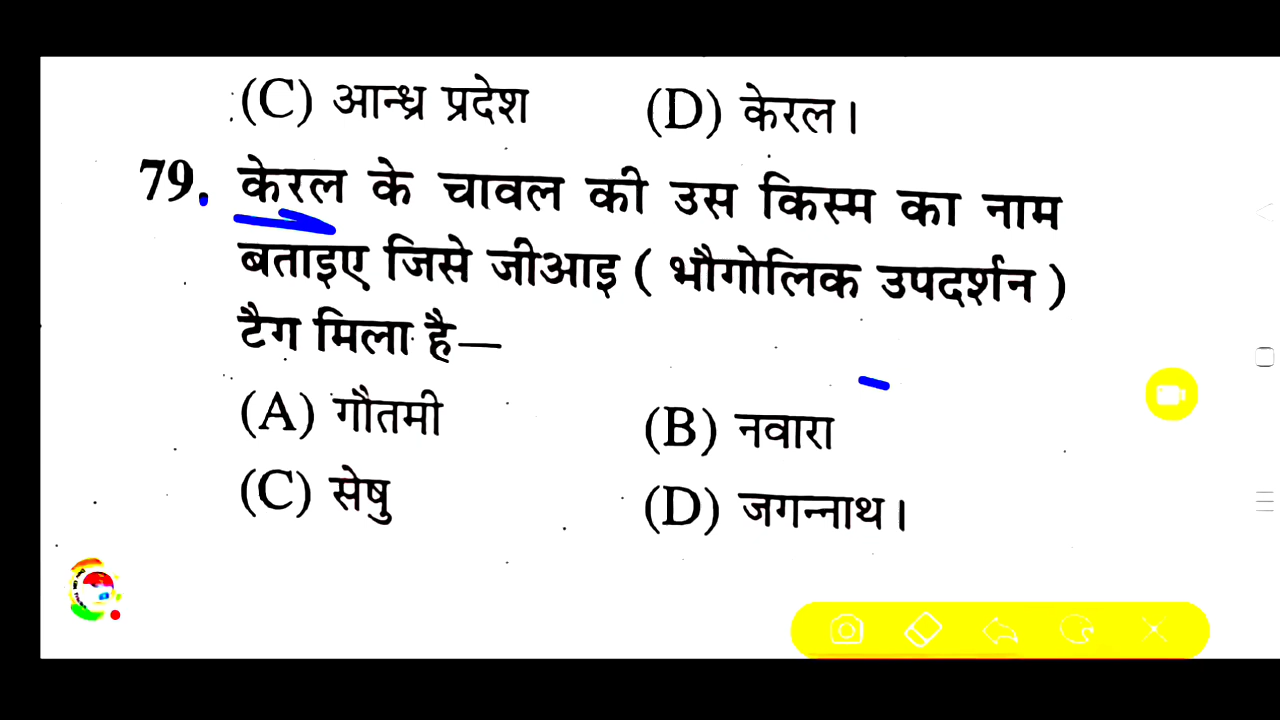 (C) आन्ध्र प्रदेश (D) केरल।
79. केरल के चावल की उस किस्म का नाम
बताइए जिसे जीआइ ( भौगोलिक उपदर्शन )
टैग मिला है—
(A) गौतमी (B) नवारा
(C) सेषु (D) जगन्नाथ।